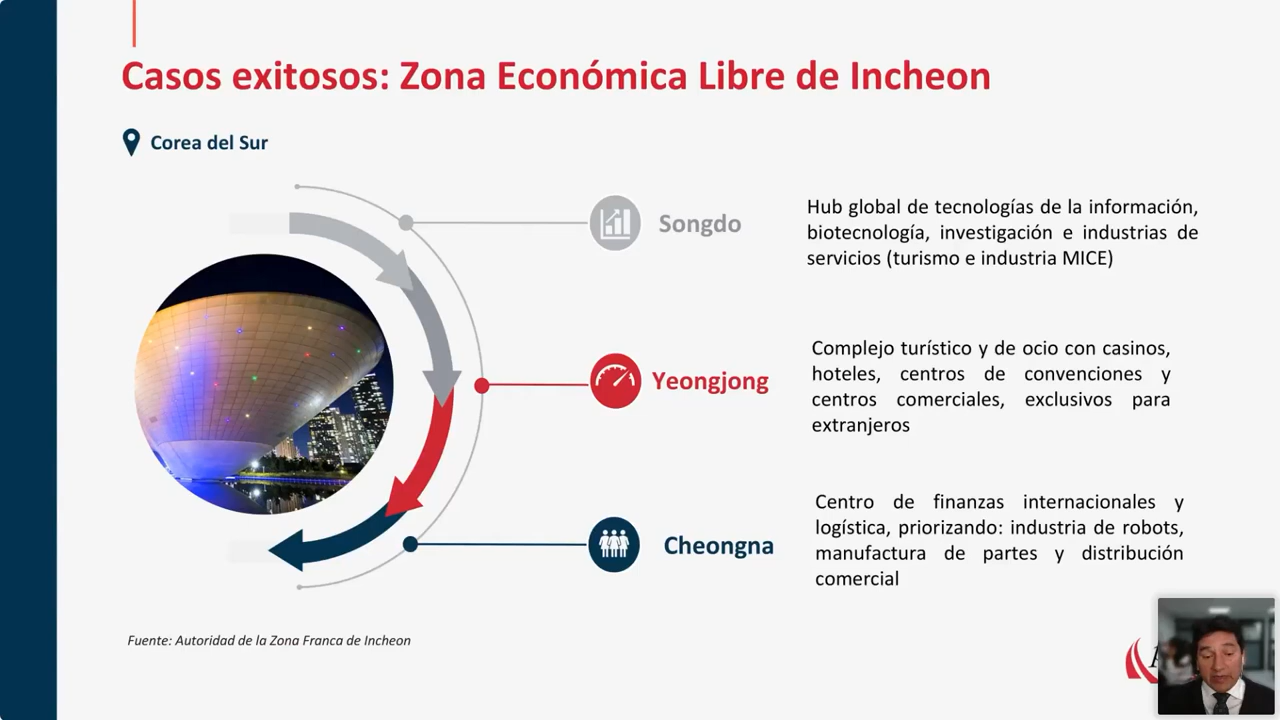 Casos exitosos: Zona Económica Libre de Incheon
Corea del Sur
Songdo
Hub global de tecnologías de la información,
biotecnología, investigación e industrias de
servicios (turismo e industria MICE)
Yeongjong
Complejo turístico y de ocio con casinos,
hoteles, centros de convenciones y
centros comerciales, exclusivos para
extranjeros
Cheongna
Centro de finanzas internacionales y
logística, priorizando: industria de robots,
manufactura de partes y distribución
comercial
Fuente: Autoridad de la Zona Franca de Incheon